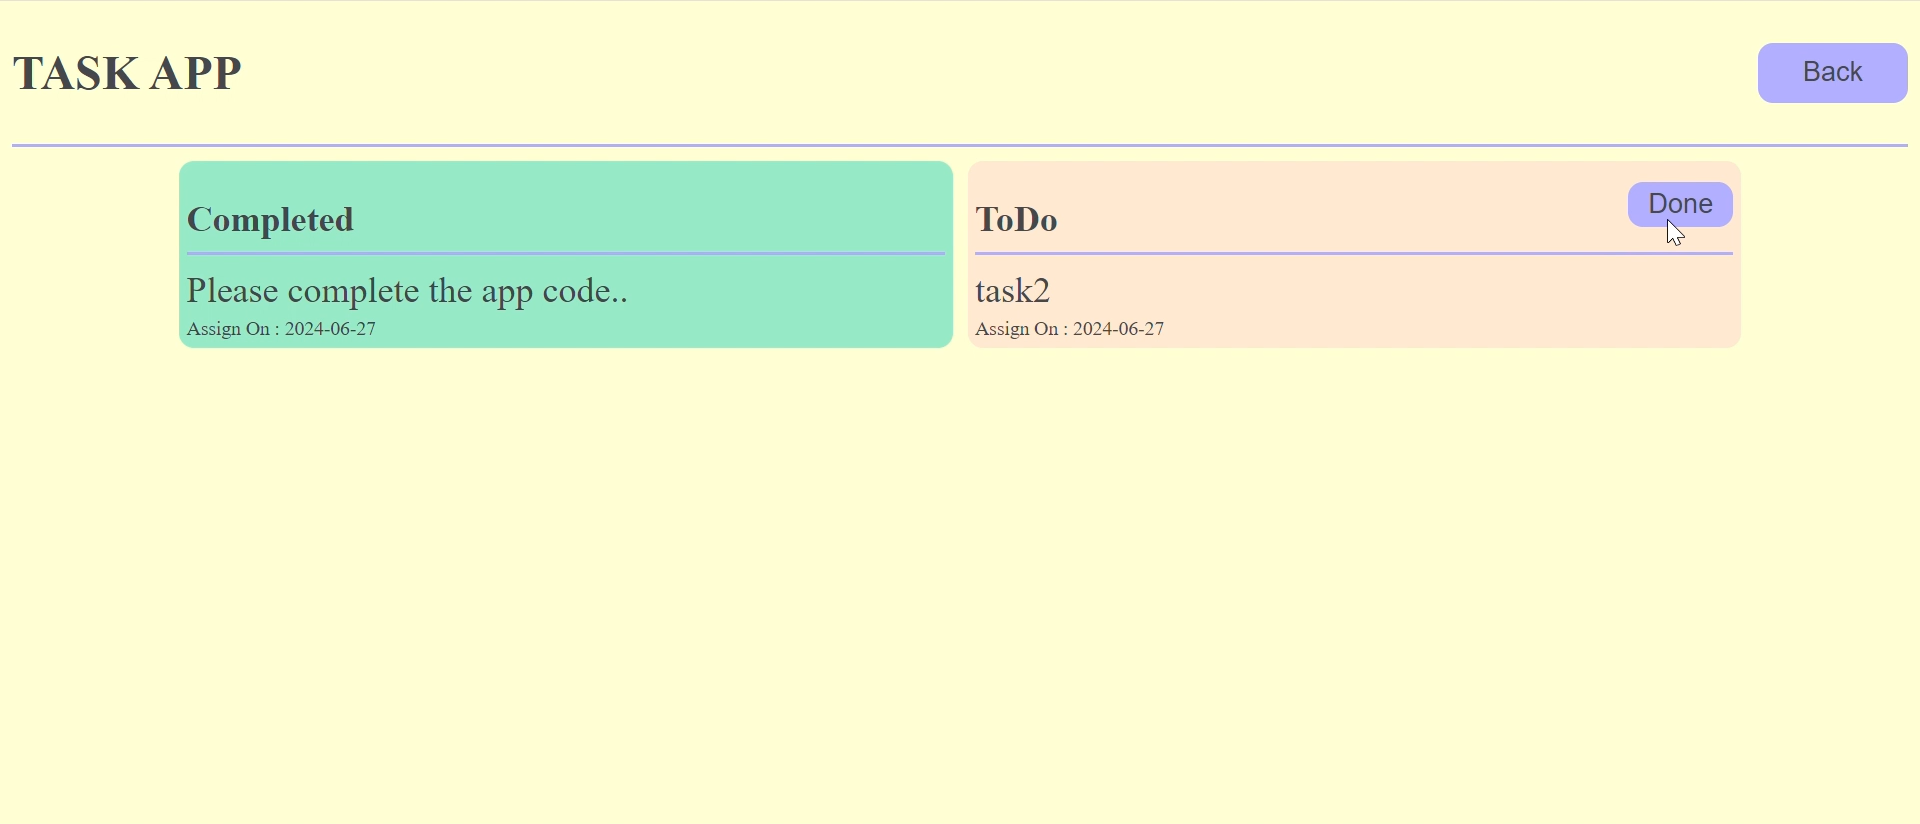 TASK APP
Back
Completed
Please complete the app code..
Assign On : 2024-06-27
ToDo
Done
task2
Assign On : 2024-06-27